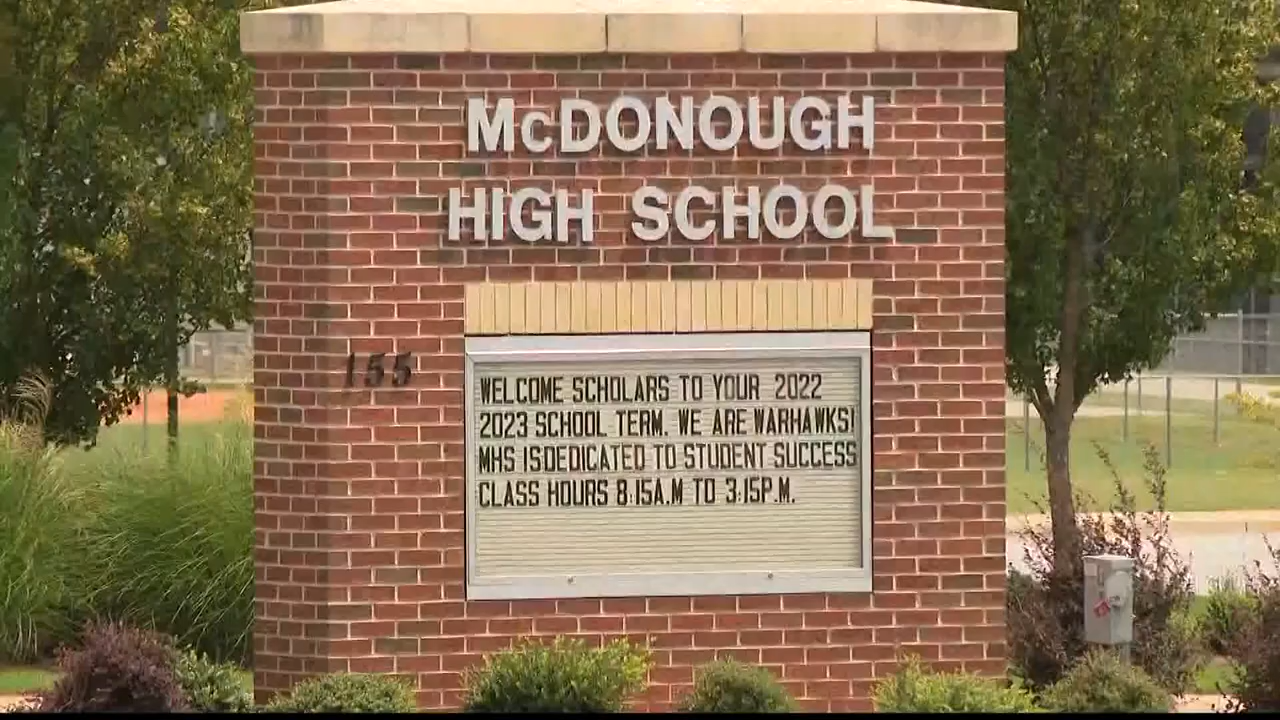 McDONOUGH
HIGH SCHOOL
155
WELCOME SCHOLARS TO YOUR 2022
2023 SCHOOL TERM. WE ARE WARHAWKS!
MHS ISDEDICATED TO STUDENT SUCCESS
CLASS HOURS 8:15A.M TO 3:15P.M.